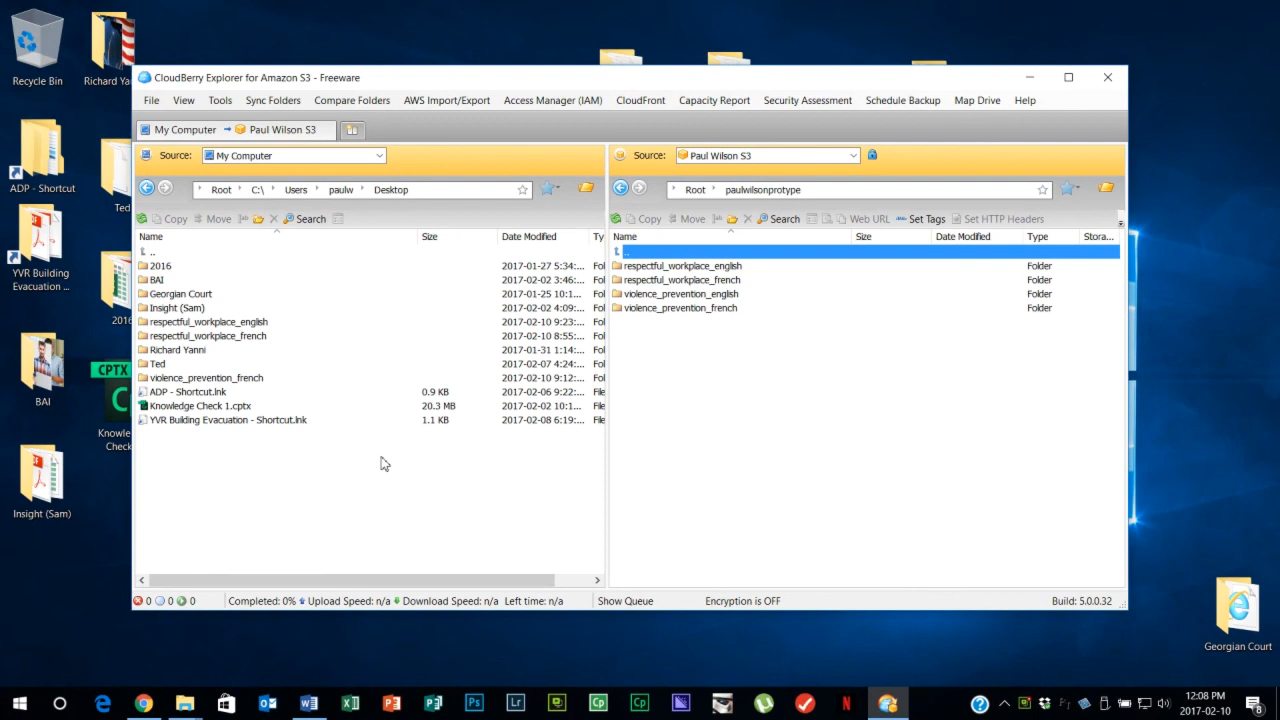 Recycle Bin
Richard Ya
CloudBerry Explorer for Amazon S3 - Freeware
File View Tools Sync Folders Compare Folders AWS Import/Export Access Manager (IAM) CloudFront Capacity Report Security Assessment Schedule Backup Map Drive Help
My Computer Paul Wilson S3
Source: My Computer
Source: Paul Wilson S3
Root C:\ Users paulw Desktop
Root paulwilsonprotype
Copy Move Search
Copy Move Search Web URL Set Tags Set HTTP Headers
Name Size Date Modified Ty
Name Size Date Modified Type Stora...
..
..
2016 2017-01-27 5:34:... Fol
BAI 2017-02-02 3:46:... Fol
Georgian Court 2017-01-25 10:1... Fol
Insight (Sam) 2017-02-02 4:09:... Fol
respectful_workplace_english 2017-02-10 9:23:... Fol
respectful_workplace_french 2017-02-10 8:55:... Fol
Richard Yanni 2017-01-31 1:14:... Fol
Ted 2017-02-07 4:24:... Fol
violence_prevention_french 2017-02-10 9:12:... Fol
ADP - Shortcut.lnk 0.9 KB 2017-02-06 9:22:... File
Knowledge Check 1.cptx 20.3 MB 2017-02-02 10:1... File
YVR Building Evacuation - Shortcut.lnk 1.1 KB 2017-02-08 6:19:... File
respectful_workplace_english Folder
respectful_workplace_french Folder
violence_prevention_english Folder
violence_prevention_french Folder
0 0 0 Completed: 0% Upload Speed: n/a Download Speed: n/a Left time: n/a Show Queue Encryption is OFF Build: 5.0.0.32
ADP - Shortcut
Ted
YVR Building
Evacuation ...
2016
BAI
CPTX
Knowle
Check
Insight (Sam)
Georgian Court
Ps
Lr
Cp
Cp
N
12:08 PM
2017-02-10
8